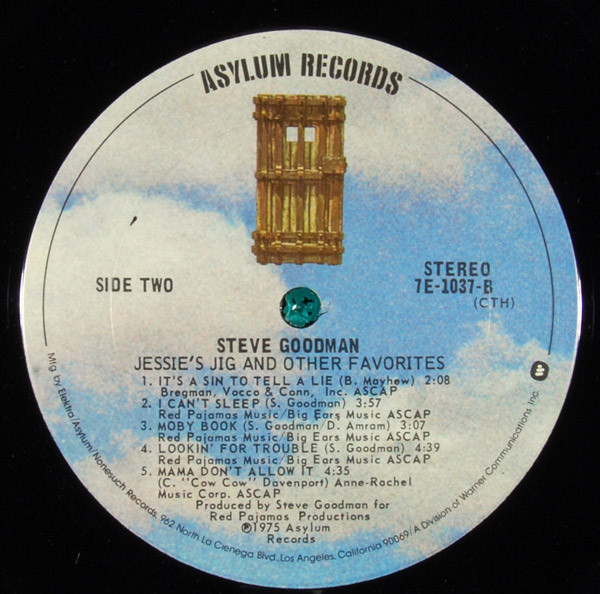 ASYLUM RECORDS
SIDE TWO
STEREO
7E-1037-B
(CTH)
STEVE GOODMAN
JESSIE'S JIG AND OTHER FAVORITES
1. IT'S A SIN TO TELL A LIE (B. Mayhew) 2:08
Bregman, Vocco & Conn, Inc. ASCAP
2. I CAN'T SLEEP (S. Goodman) 3:57
Red Pajamas Music/Big Ears Music ASCAP
3. MOBY BOOK (S. Goodman/D. Amram) 3:07
Red Pajamas Music/Big Ears Music ASCAP
4. LOOKIN' FOR TROUBLE (S. Goodman) 4:39
Red Pajamas Music/Big Ears Music ASCAP
5. MAMA DON'T ALLOW IT 4:35
(C. "Cow Cow" Davenport) Anne-Rachel
Music Corp. ASCAP
Produced by Steve Goodman for
Red Pajamas Productions
℗1975 Asylum
Records
Mfg by Elektra/Asylum/Nonesuch Records, 962 North La Cienega Blvd., Los Angeles, California 90069/A Division of Warner Communications Inc.